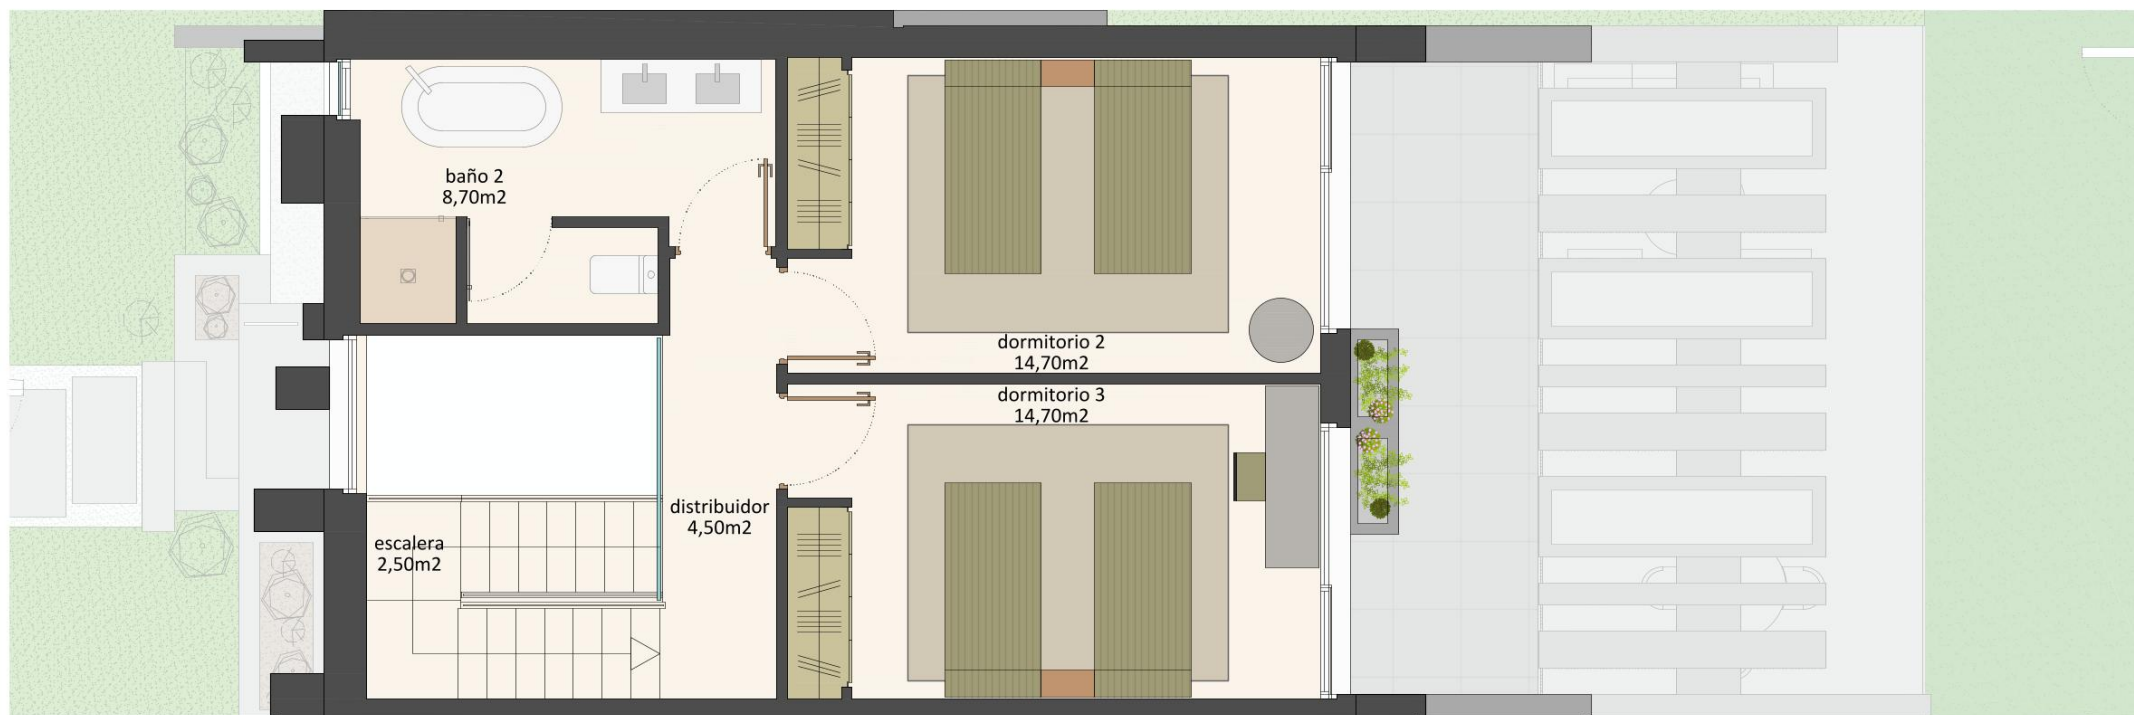 baño 2
8,70m2
dormitorio 2
14,70m2
dormitorio 3
14,70m2
distribuidor
4,50m2
escalera
2,50m2